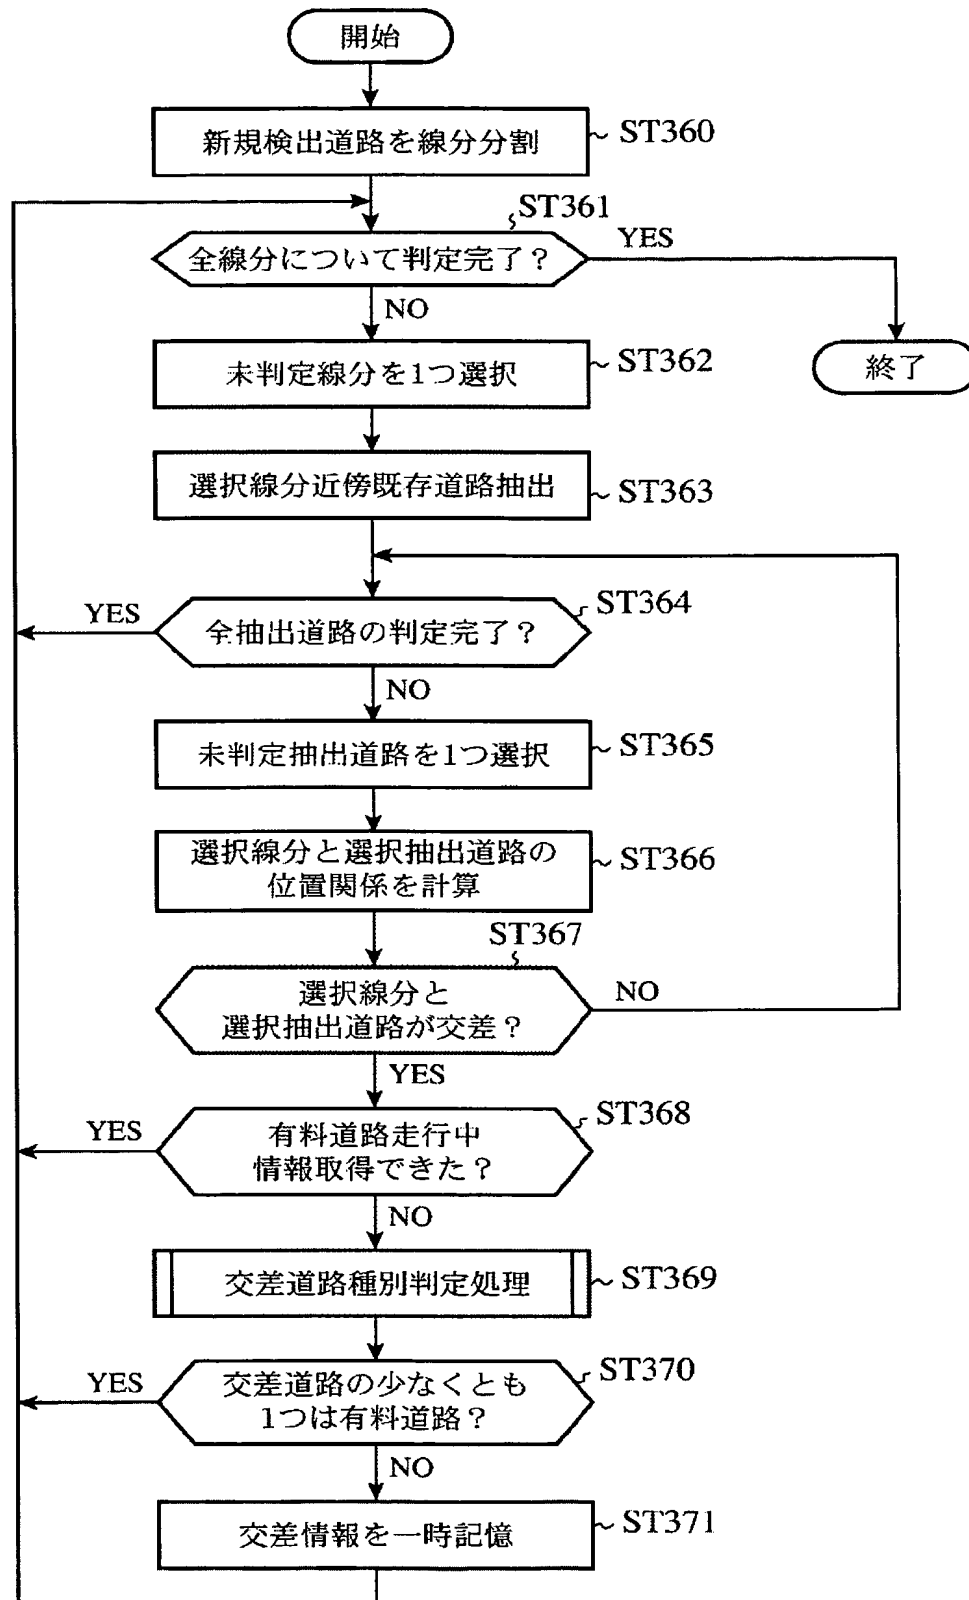 開始
新規検出道路を線分分割
ST360
ST361
全線分について判定完了？
YES
NO
終了
未判定線分を1つ選択
ST362
選択線分近傍既存道路抽出
ST363
ST364
YES
全抽出道路の判定完了？
NO
未判定抽出道路を1つ選択
ST365
選択線分と選択抽出道路の
位置関係を計算
ST366
ST367
選択線分と
選択抽出道路が交差？
NO
YES
ST368
YES
有料道路走行中
情報取得できた？
NO
交差道路種別判定処理
ST369
ST370
YES
交差道路の少なくとも
1つは有料道路？
NO
交差情報を一時記憶
ST371